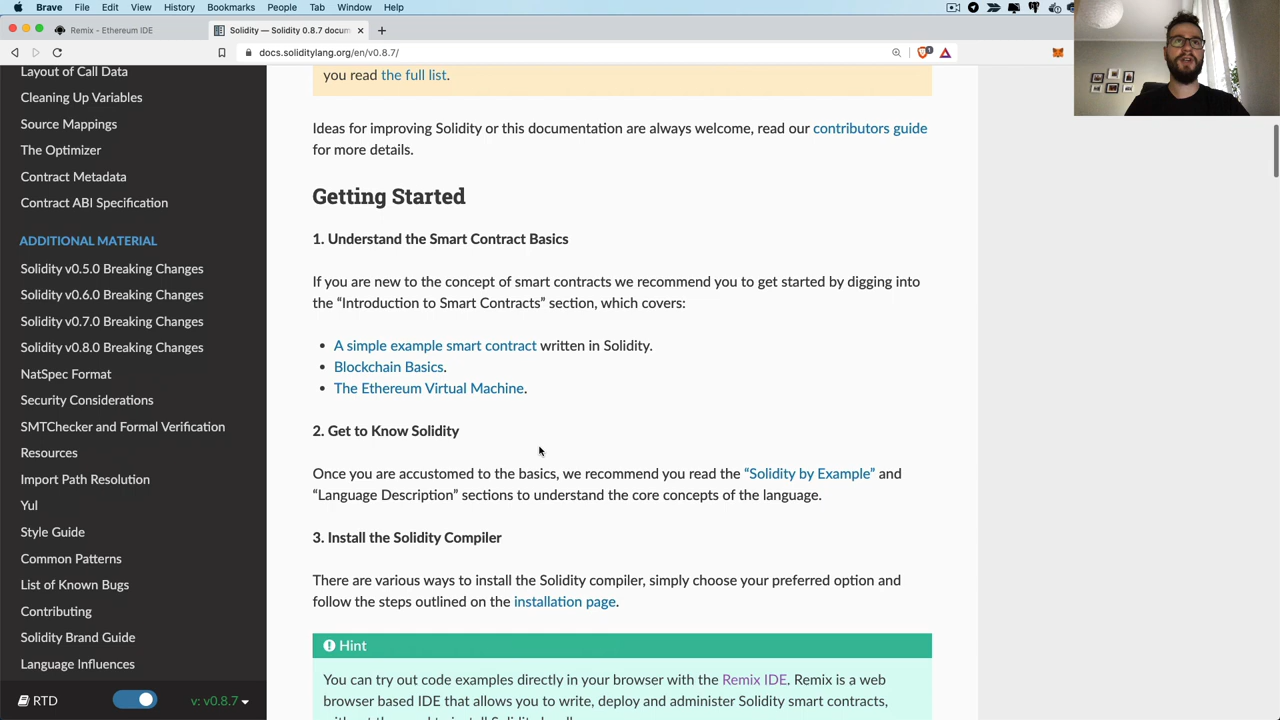 Brave File Edit View History Bookmarks People Tab Window Help
Remix - Ethereum IDE
Solidity — Solidity 0.8.7 docum
docs.soliditylang.org/en/v0.8.7/
Layout of Call Data
Cleaning Up Variables
Source Mappings
The Optimizer
Contract Metadata
Contract ABI Specification
ADDITIONAL MATERIAL
Solidity v0.5.0 Breaking Changes
Solidity v0.6.0 Breaking Changes
Solidity v0.7.0 Breaking Changes
Solidity v0.8.0 Breaking Changes
NatSpec Format
Security Considerations
SMTChecker and Formal Verification
Resources
Import Path Resolution
Yul
Style Guide
Common Patterns
List of Known Bugs
Contributing
Solidity Brand Guide
Language Influences
RTD
v: v0.8.7
you read the full list.
Ideas for improving Solidity or this documentation are always welcome, read our contributors guide
for more details.
Getting Started
1. Understand the Smart Contract Basics
If you are new to the concept of smart contracts we recommend you to get started by digging into
the “Introduction to Smart Contracts” section, which covers:
• A simple example smart contract written in Solidity.
• Blockchain Basics.
• The Ethereum Virtual Machine.
2. Get to Know Solidity
Once you are accustomed to the basics, we recommend you read the “Solidity by Example” and
“Language Description” sections to understand the core concepts of the language.
3. Install the Solidity Compiler
There are various ways to install the Solidity compiler, simply choose your preferred option and
follow the steps outlined on the installation page.
Hint
You can try out code examples directly in your browser with the Remix IDE. Remix is a web
browser based IDE that allows you to write, deploy and administer Solidity smart contracts,